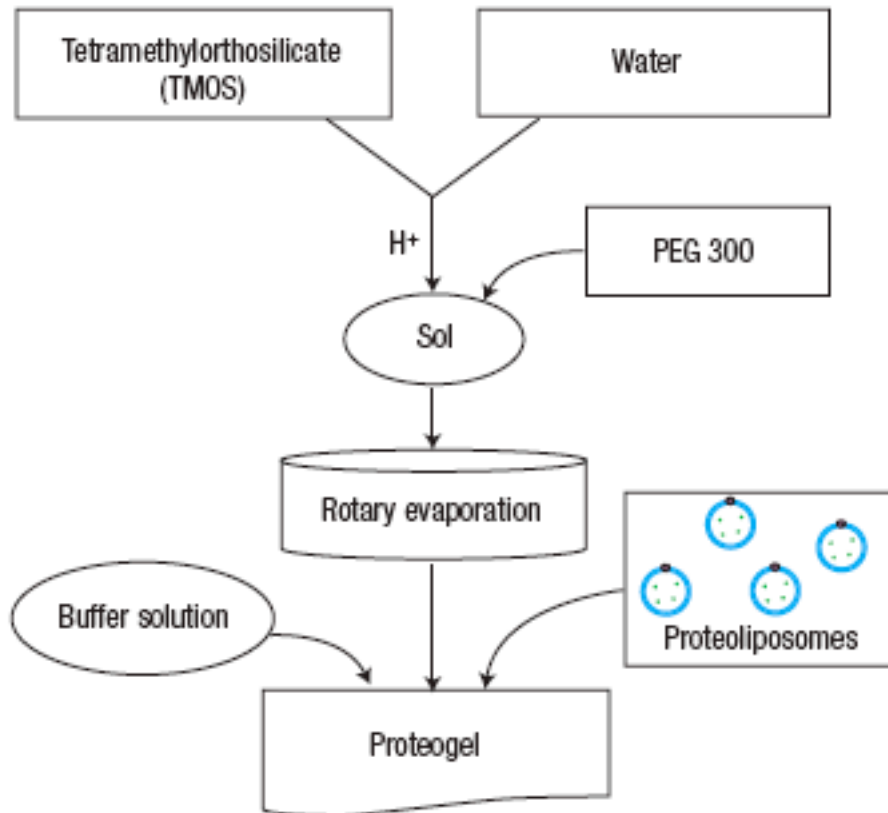 Tetramethylorthosilicate
(TMOS)
Water
H+
PEG 300
Sol
Rotary evaporation
Buffer solution
Proteoliposomes
Proteogel